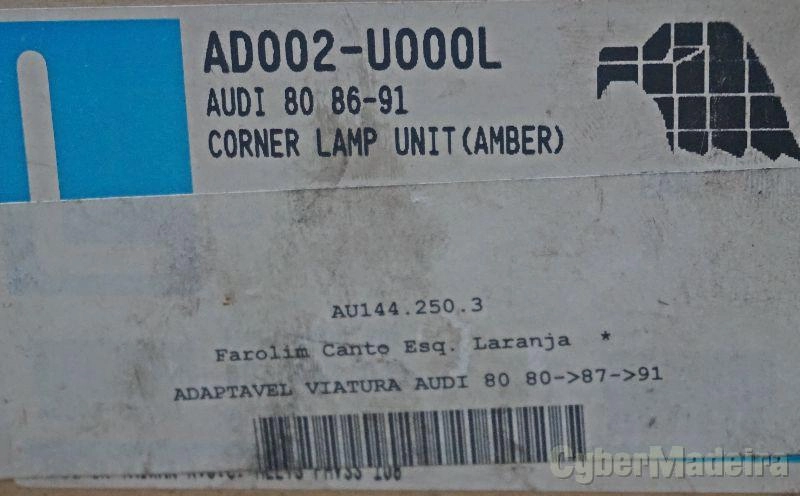 AD002-U000L
AUDI 80 86-91
CORNER LAMP UNIT(AMBER)
AU144.250.3
Farolim Canto Esq. Laranja *
ADAPTAVEL VIATURA AUDI 80 80->87->91
CyberMadeira